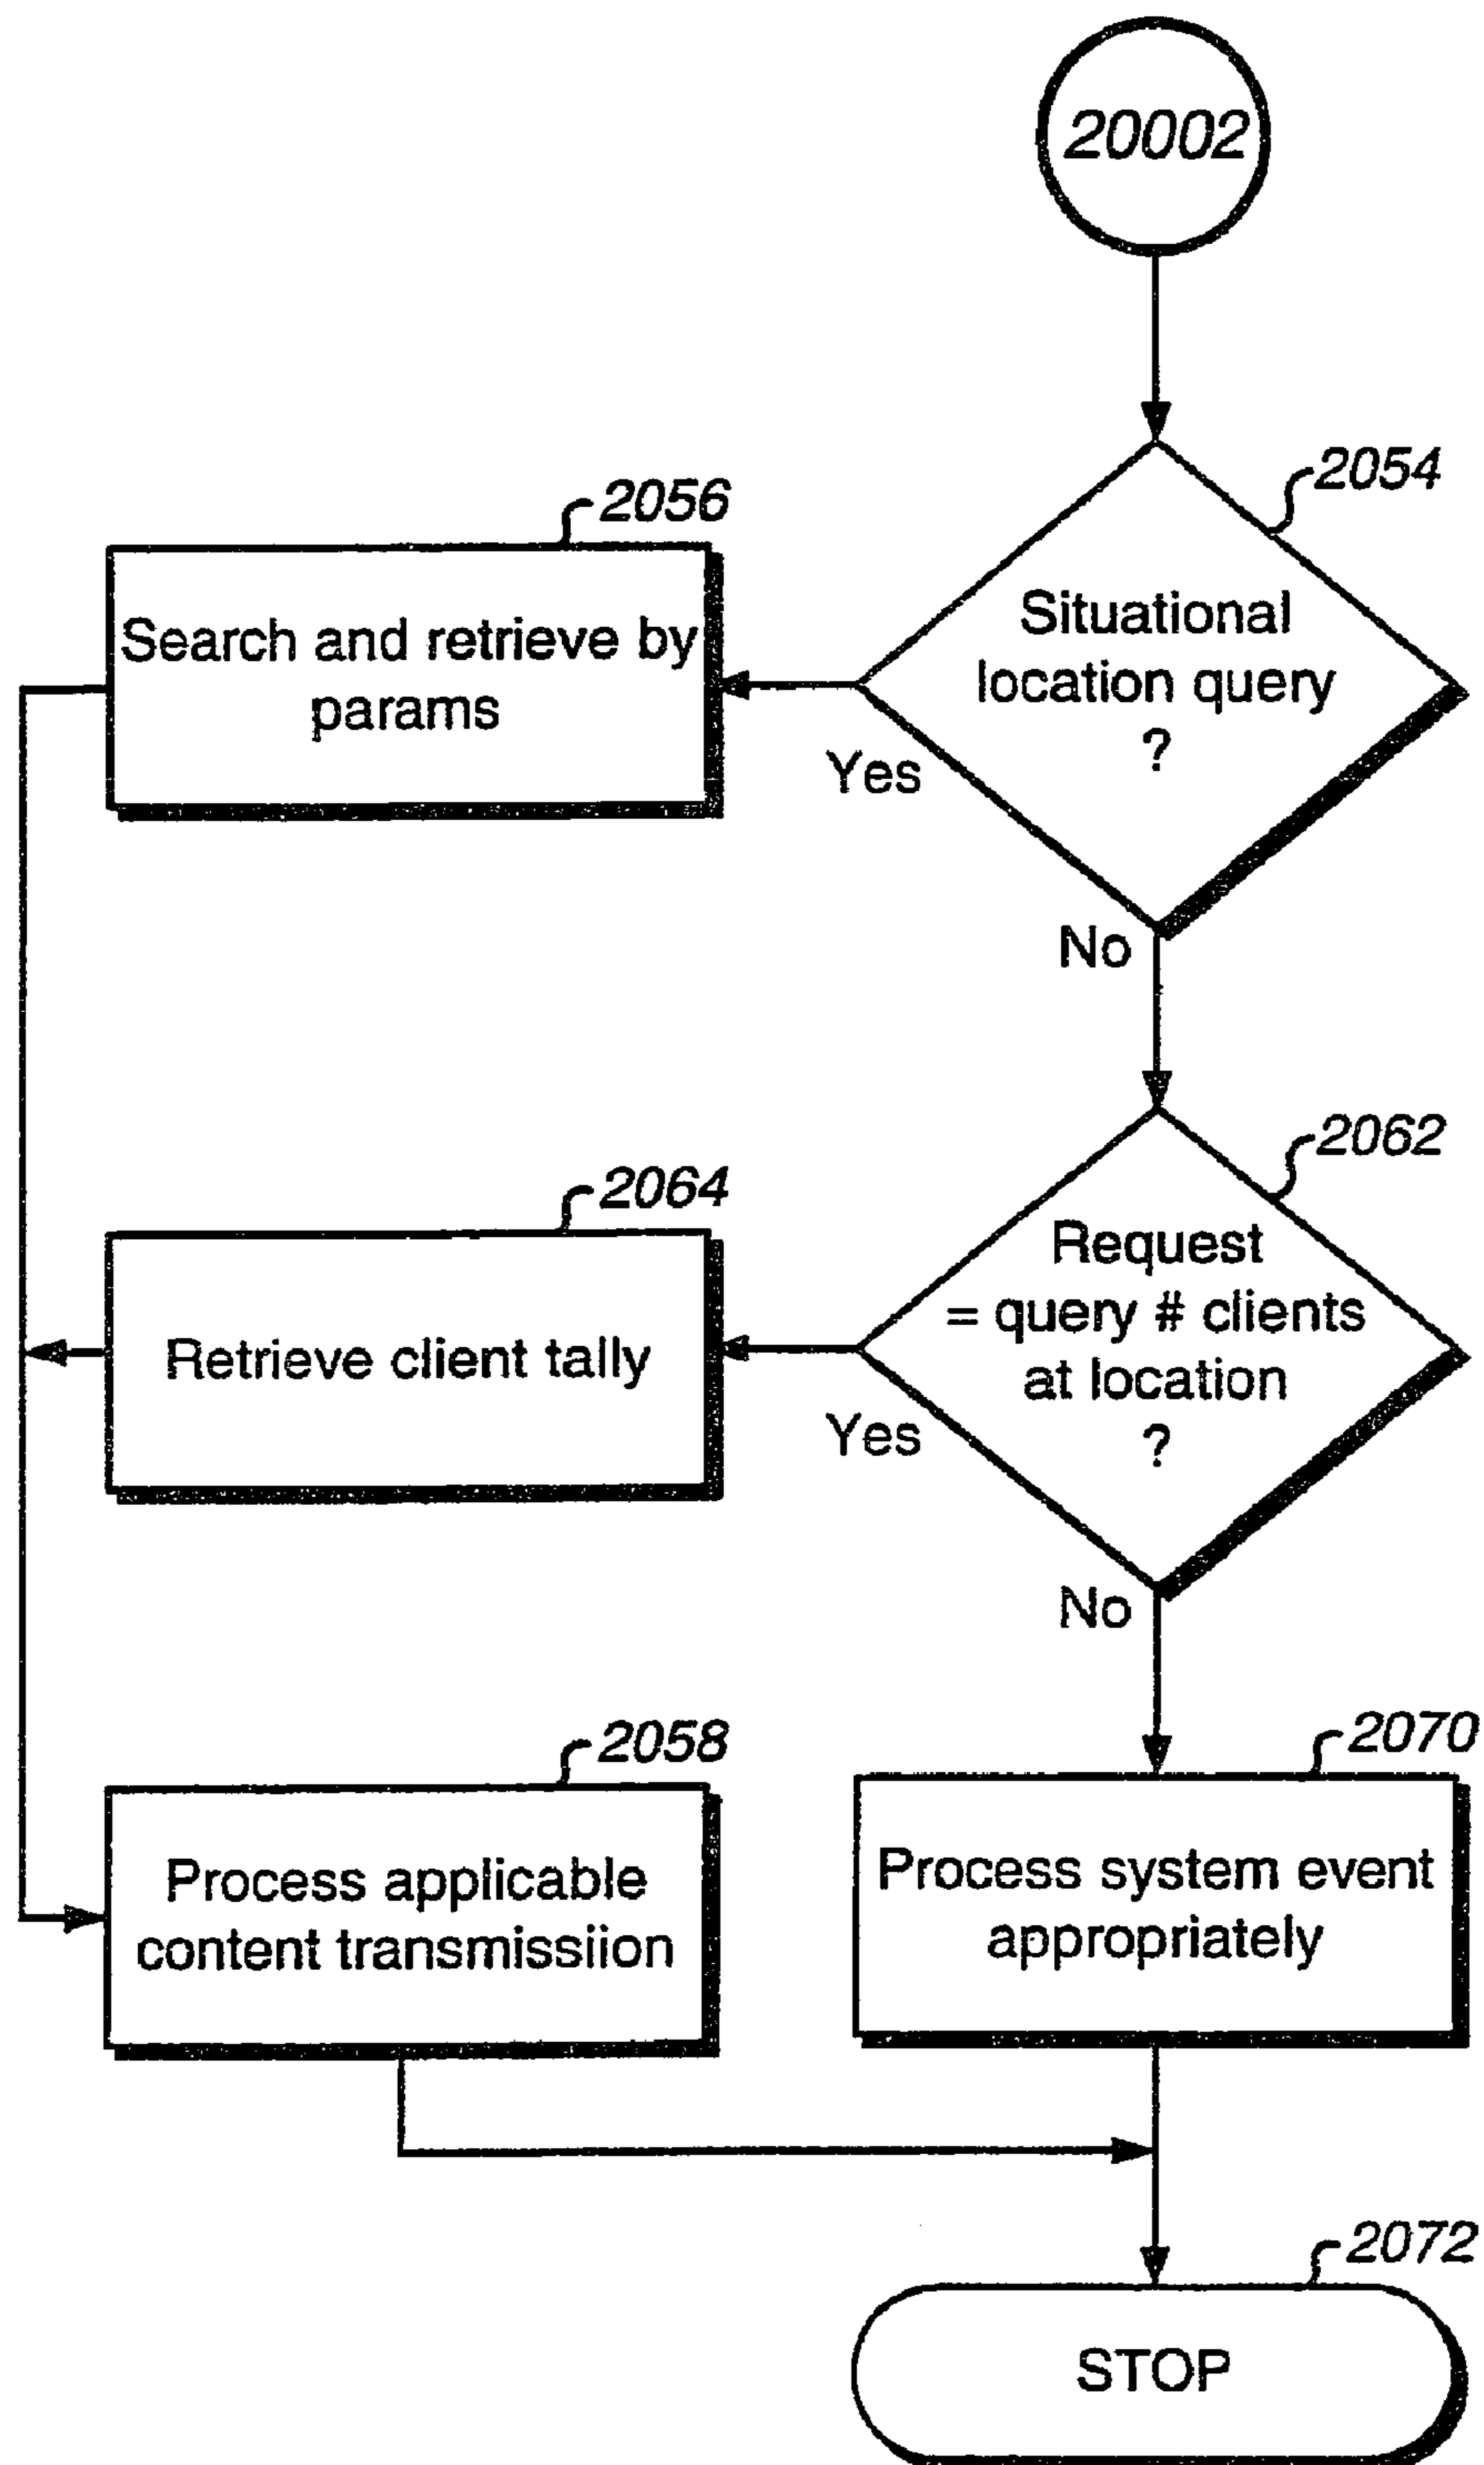 20002
2054
Situational
location query
?
Yes
No
2056
Search and retrieve by
params
2062
Request
= query # clients
at location
?
Yes
No
2064
Retrieve client tally
2058
Process applicable
content transmissiion
2070
Process system event
appropriately
2072
STOP